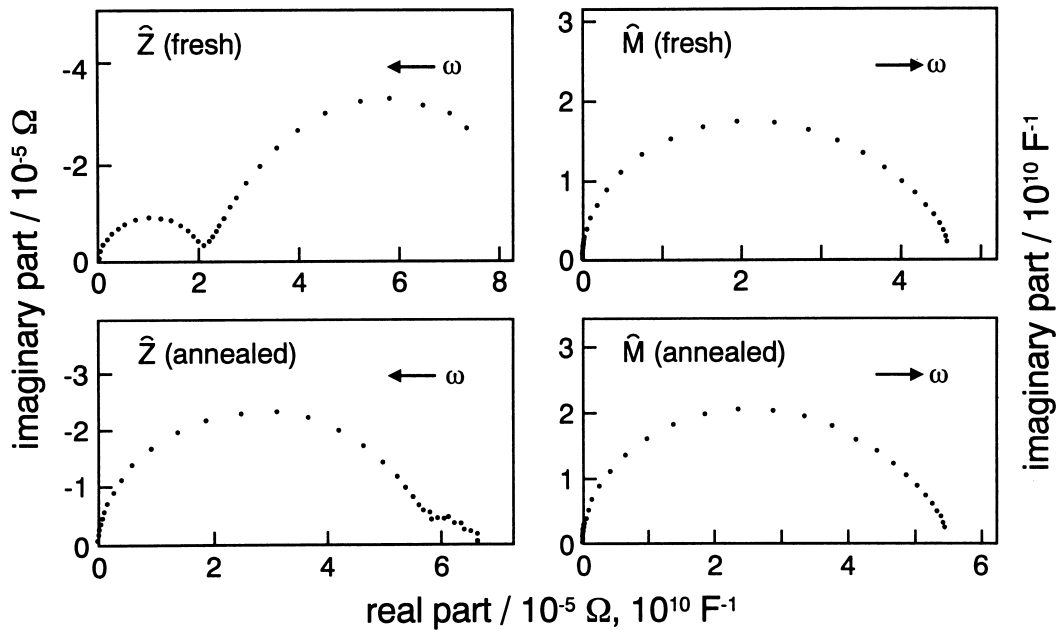 Ẑ (fresh)
← ω
-4
-2
0
0 2 4 6 8
M̂ (fresh)
→ ω
3
2
1
0
0 2 4
Ẑ (annealed)
← ω
-3
-2
-1
0
0 2 4 6
M̂ (annealed)
→ ω
3
2
1
0
0 2 4 6
imaginary part / 10⁻⁵ Ω
imaginary part / 10¹⁰ F⁻¹
real part / 10⁻⁵ Ω, 10¹⁰ F⁻¹